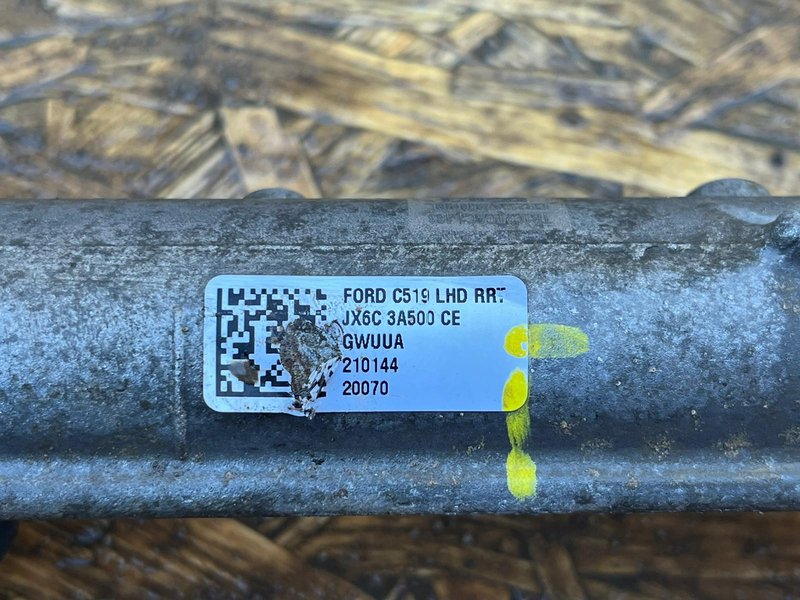 FORD C519 LHD RRT
JX6C 3A500 CE
GWUUA
210144
20070